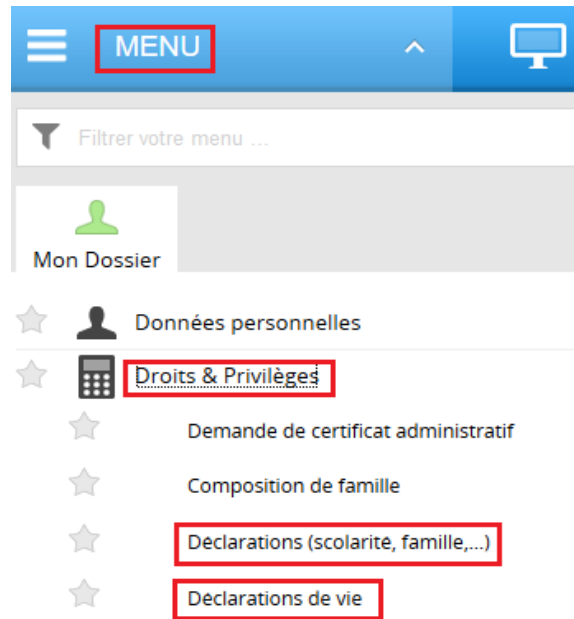 MENU
Filtrer votre menu ...
Mon Dossier
Données personnelles
Droits & Privilèges
Demande de certificat administratif
Composition de famille
Déclarations (scolarité, famille,...)
Déclarations de vie